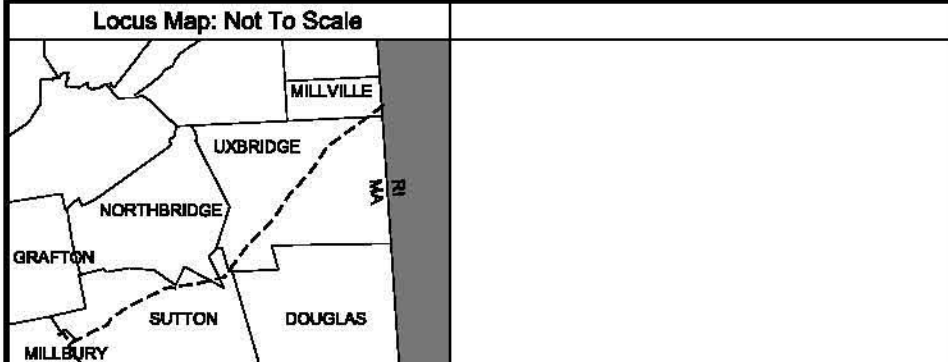 Locus Map: Not To Scale
MILLVILLE
UXBRIDGE
RI
MA
NORTHBRIDGE
GRAFTON
SUTTON
DOUGLAS
MILLBURY